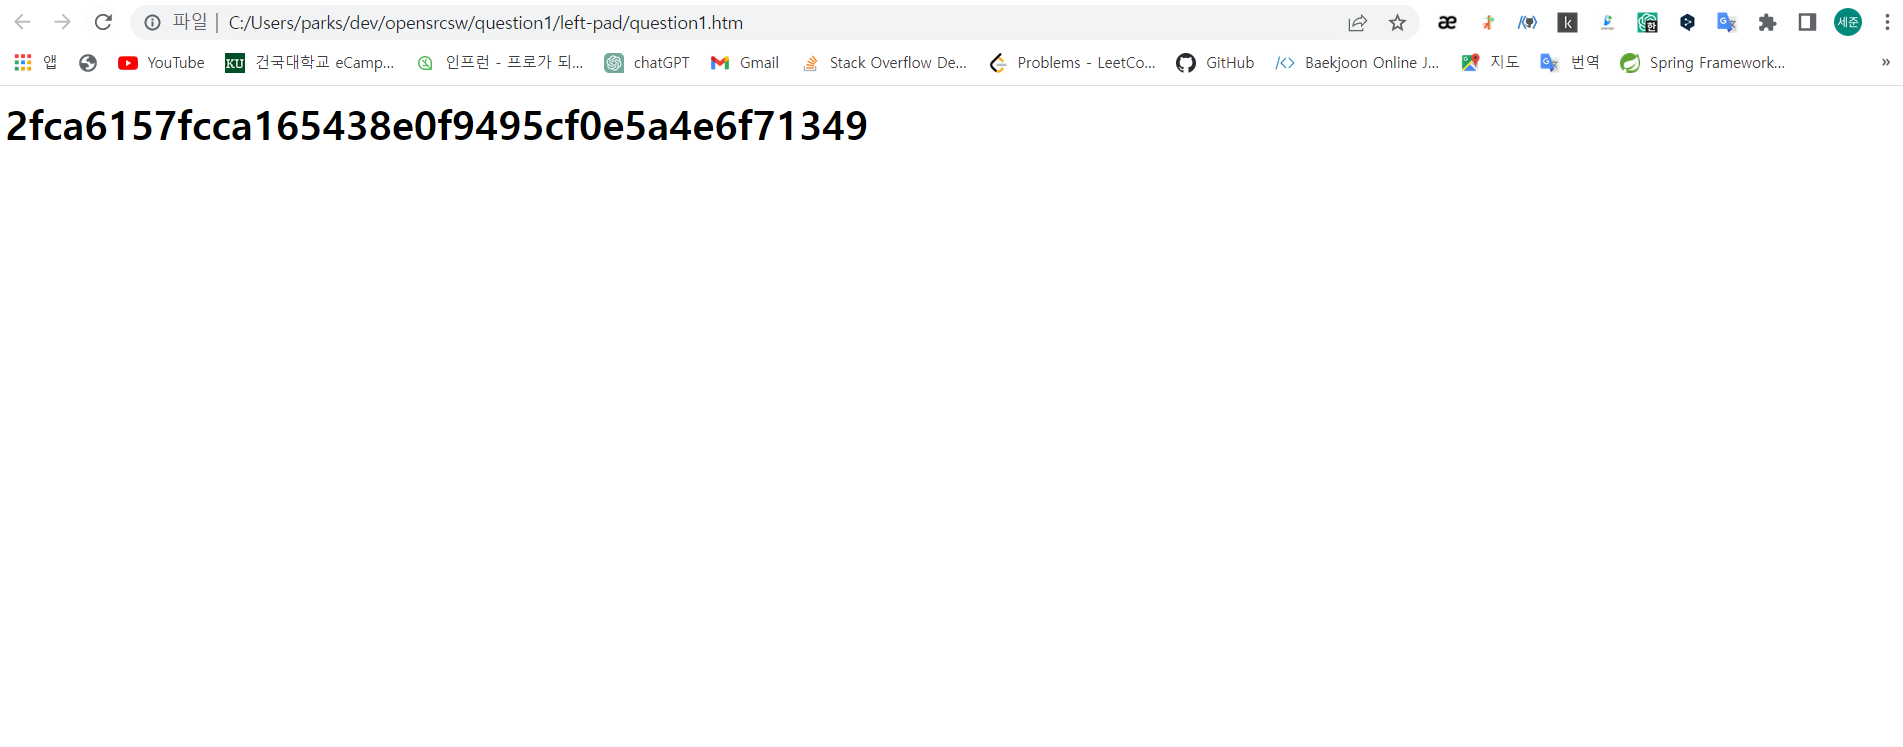 파일 | C:/Users/parks/dev/opensrcsw/question1/left-pad/question1.htm
æ / k 한 세준
앱 YouTube KU 건국대학교 eCamp... 인프런 - 프로가 되... chatGPT Gmail Stack Overflow De... Problems - LeetCo... GitHub /<> Baekjoon Online J... 지도 번역 Spring Framework... »
2fca6157fcca165438e0f9495cf0e5a4e6f71349